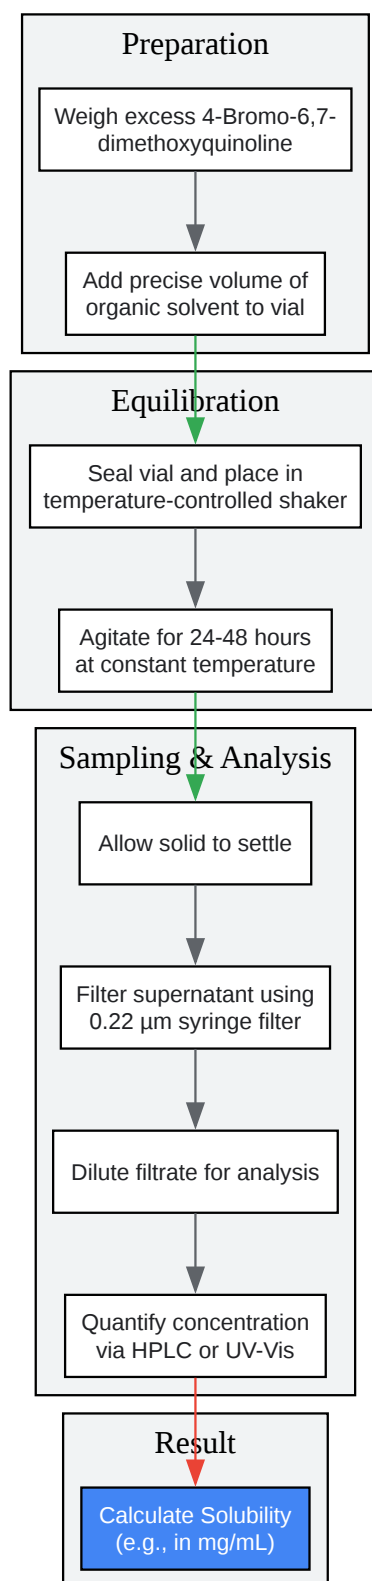 Preparation
Weigh excess 4-Bromo-6,7-
dimethoxyquinoline
Add precise volume of
organic solvent to vial
Equilibration
Seal vial and place in
temperature-controlled shaker
Agitate for 24-48 hours
at constant temperature
Sampling & Analysis
Allow solid to settle
Filter supernatant using
0.22 µm syringe filter
Dilute filtrate for analysis
Quantify concentration
via HPLC or UV-Vis
Result
Calculate Solubility
(e.g., in mg/mL)